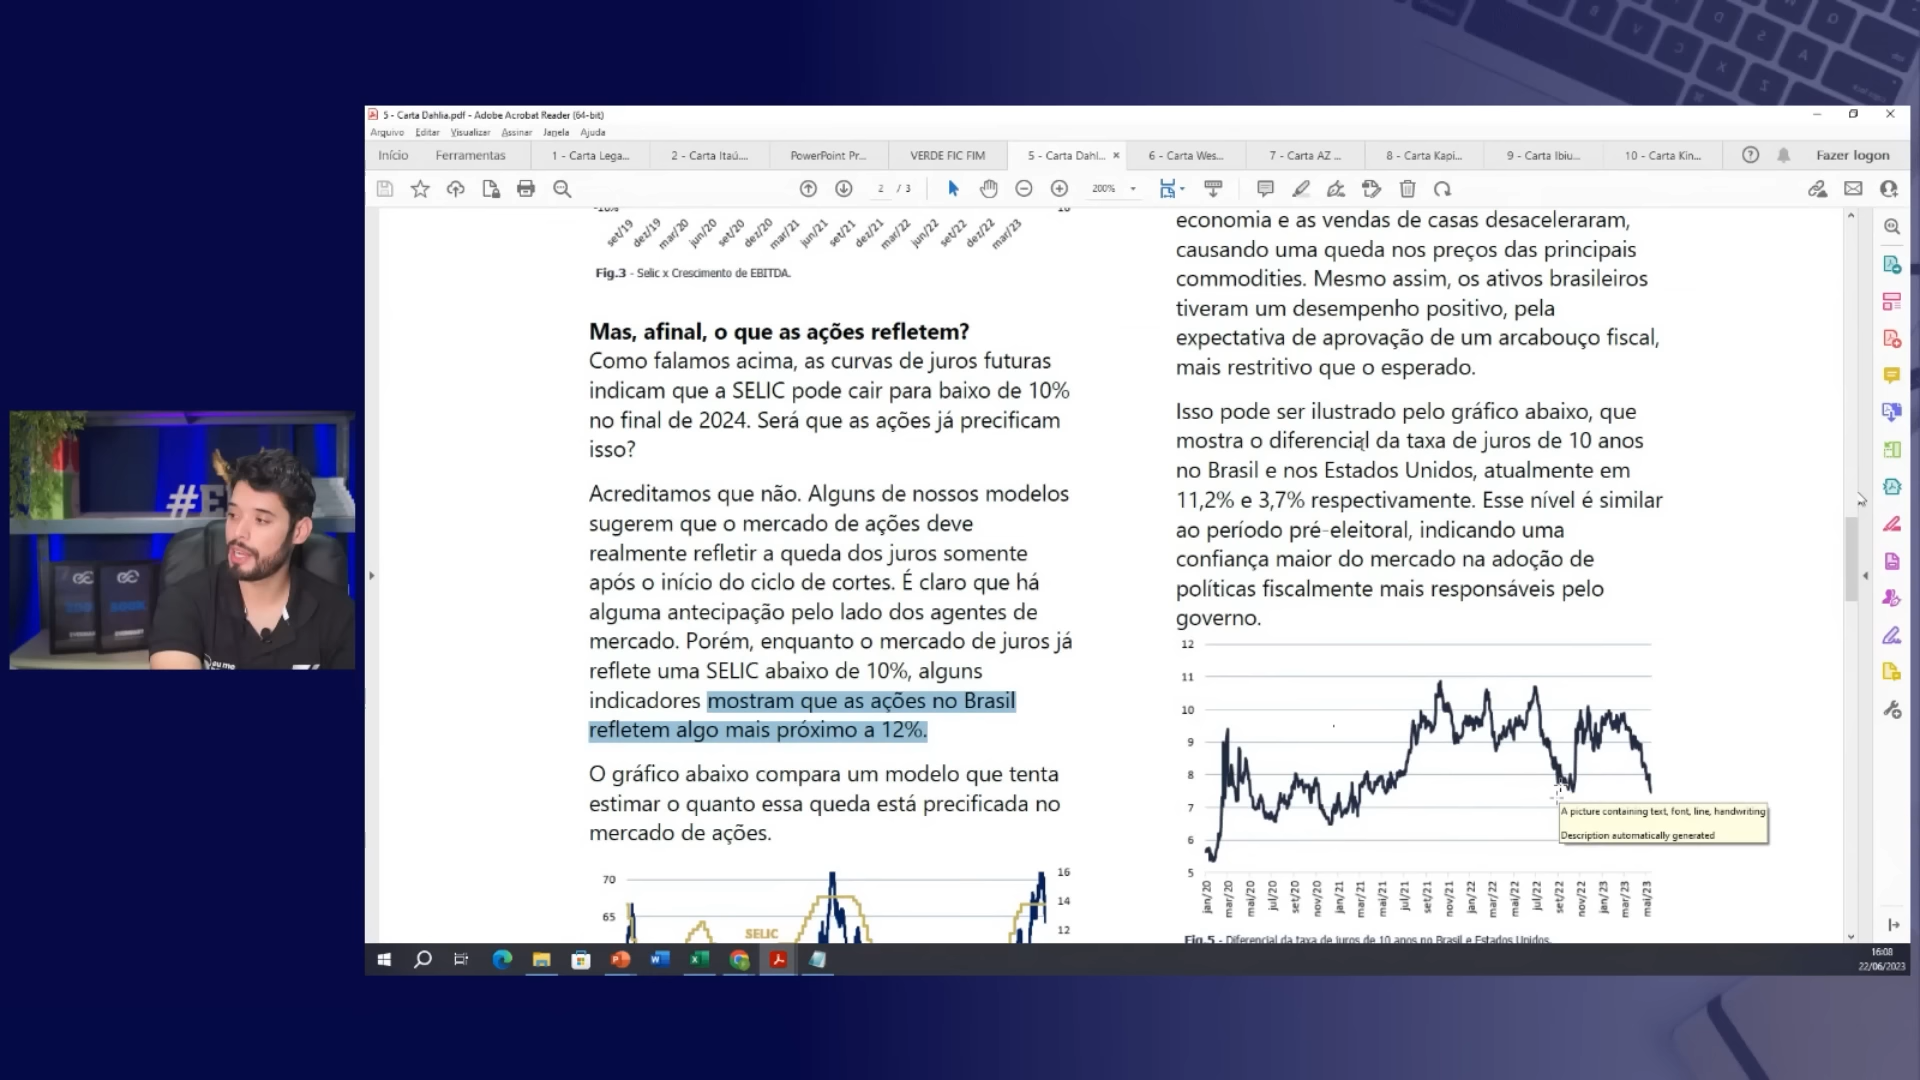 5 - Carta Dahlia.pdf - Adobe Acrobat Reader (64-bit)
Arquivo Editar Visualizar Assinar Janela Ajuda
Início Ferramentas 1 - Carta Lega... 2 - Carta Itaú.... PowerPoint Pr... VERDE FIC FIM 5 - Carta Dahl... × 6 - Carta Wes... 7 - Carta AZ ... 8 - Carta Kapi... 9 - Carta Ibiu... 10 - Carta Kin... Fazer logon
2 / 3 200%
-10% 10
set/19 dez/19 mar/20 jun/20 set/20 dez/20 mar/21 jun/21 set/21 dez/21 mar/22 jun/22 set/22 dez/22 mar/23
Fig.3 - Selic x Crescimento de EBITDA.
Mas, afinal, o que as ações refletem?
Como falamos acima, as curvas de juros futuras
indicam que a SELIC pode cair para baixo de 10%
no final de 2024. Será que as ações já precificam
isso?
Acreditamos que não. Alguns de nossos modelos
sugerem que o mercado de ações deve
realmente refletir a queda dos juros somente
após o início do ciclo de cortes. É claro que há
alguma antecipação pelo lado dos agentes de
mercado. Porém, enquanto o mercado de juros já
reflete uma SELIC abaixo de 10%, alguns
indicadores mostram que as ações no Brasil
refletem algo mais próximo a 12%.
O gráfico abaixo compara um modelo que tenta
estimar o quanto essa queda está precificada no
mercado de ações.
70 16
14
65
12
SELIC
economia e as vendas de casas desaceleraram,
causando uma queda nos preços das principais
commodities. Mesmo assim, os ativos brasileiros
tiveram um desempenho positivo, pela
expectativa de aprovação de um arcabouço fiscal,
mais restritivo que o esperado.
Isso pode ser ilustrado pelo gráfico abaixo, que
mostra o diferencial da taxa de juros de 10 anos
no Brasil e nos Estados Unidos, atualmente em
11,2% e 3,7% respectivamente. Esse nível é similar
ao período pré-eleitoral, indicando uma
confiança maior do mercado na adoção de
políticas fiscalmente mais responsáveis pelo
governo.
12
11
10
9
8
7
6
5
jan/20 mar/20 mai/20 jul/20 set/20 nov/20 jan/21 mar/21 mai/21 jul/21 set/21 nov/21 jan/22 mar/22 mai/22 jul/22 set/22 nov/22 jan/23 mar/23 mai/23
A picture containing text, font, line, handwriting
Description automatically generated
Fig.5 - Diferencial da taxa de juros de 10 anos no Brasil e Estados Unidos.
16:08
22/06/2023